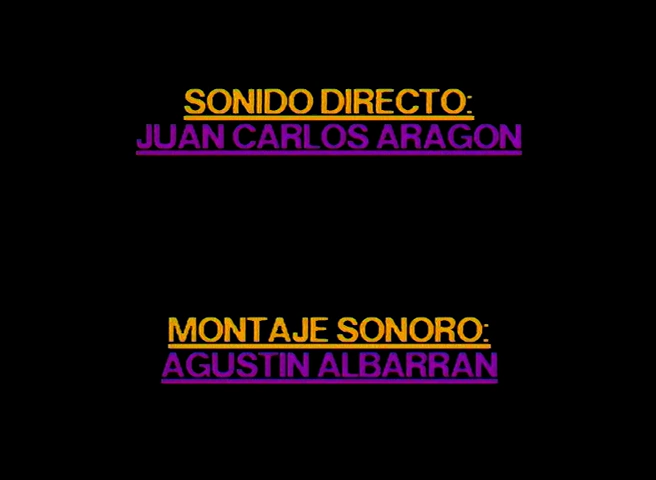 SONIDO DIRECTO:
JUAN CARLOS ARAGON
MONTAJE SONORO:
AGUSTIN ALBARRAN